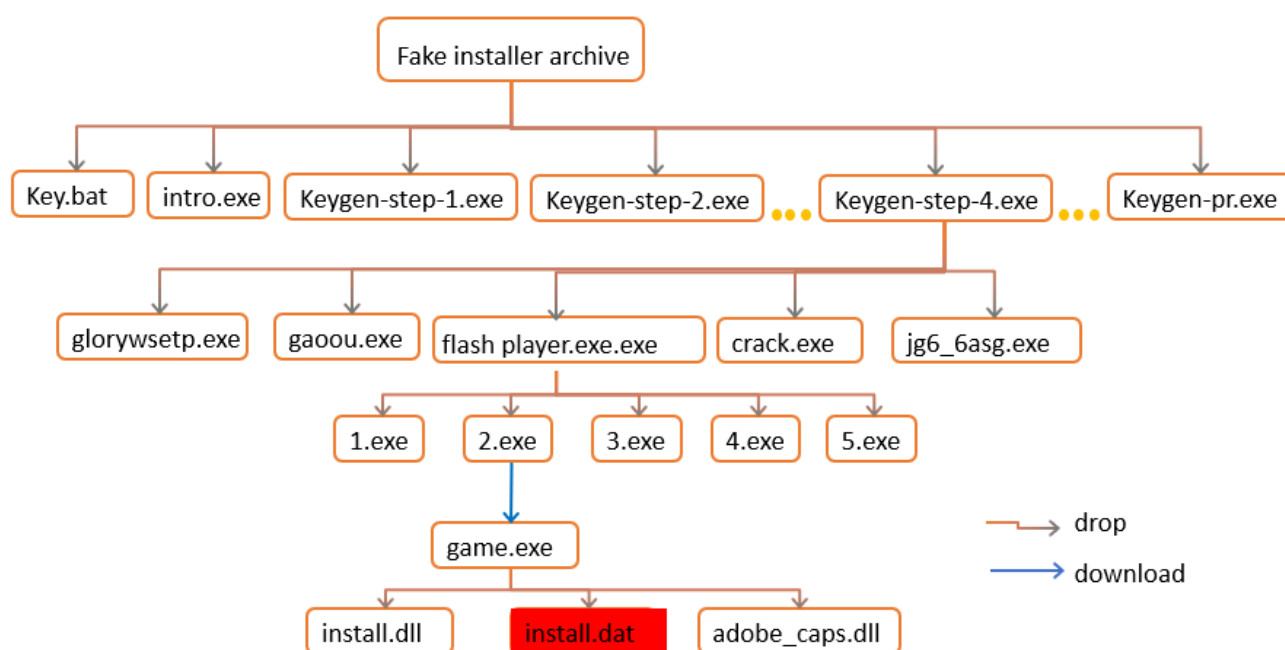 Fake installer archive
Key.bat
intro.exe
Keygen-step-1.exe
Keygen-step-2.exe
Keygen-step-4.exe
Keygen-pr.exe
glorywsetp.exe
gaoou.exe
flash player.exe.exe
crack.exe
jg6_6asg.exe
1.exe
2.exe
3.exe
4.exe
5.exe
game.exe
drop
download
install.dll
install.dat
adobe_caps.dll